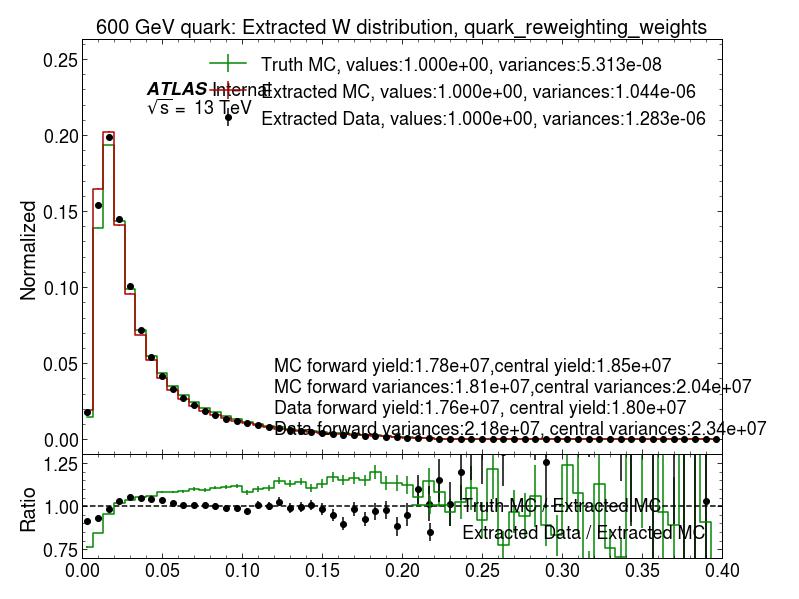 600 GeV quark: Extracted W distribution, quark_reweighting_weights
Truth MC, values:1.000e+00, variances:5.313e-08
ATLAS Internal
Extracted MC, values:1.000e+00, variances:1.044e-06
√s = 13 TeV
Extracted Data, values:1.000e+00, variances:1.283e-06
Normalized
0.25
0.20
0.15
0.10
0.05
0.00
MC forward yield:1.78e+07,central yield:1.85e+07
MC forward variances:1.81e+07,central variances:2.04e+07
Data forward yield:1.76e+07, central yield:1.80e+07
Data forward variances:2.18e+07, central variances:2.34e+07
Ratio
1.25
1.00
0.75
Truth MC / Extracted MC
Extracted Data / Extracted MC
0.00 0.05 0.10 0.15 0.20 0.25 0.30 0.35 0.40